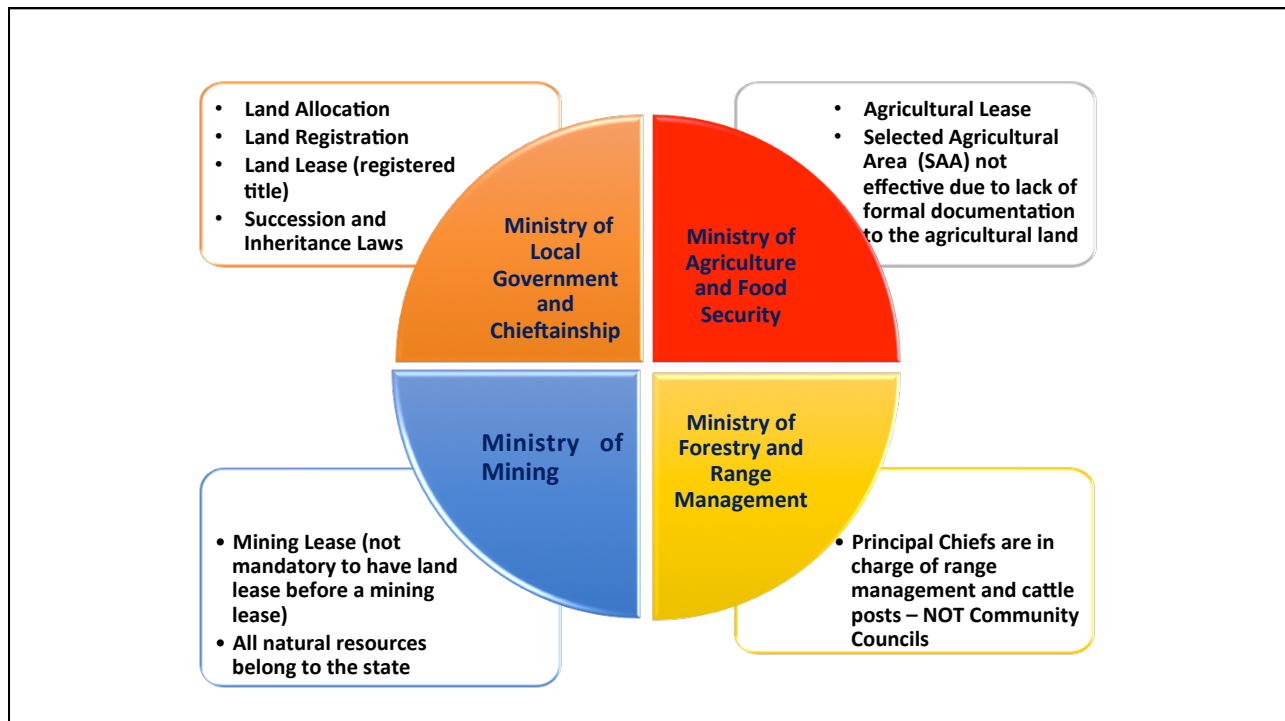 • Land Allocation
• Land Registration
• Land Lease (registered
title)
• Succession and
Inheritance Laws
Ministry of
Local
Government
and
Chieftainship
• Agricultural Lease
• Selected Agricultural
Area (SAA) not
effective due to lack of
formal documentation
to the agricultural land
Ministry of
Agriculture
and Food
Security
Ministry of
Mining
• Mining Lease (not
mandatory to have land
lease before a mining
lease)
• All natural resources
belong to the state
Ministry of
Forestry and
Range
Management
• Principal Chiefs are in
charge of range
management and cattle
posts – NOT Community
Councils